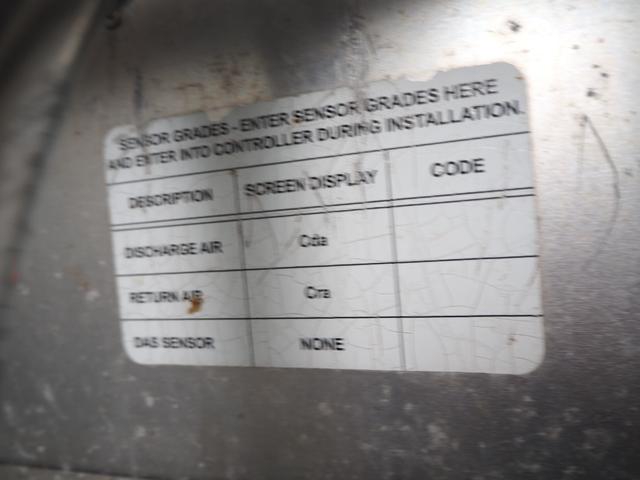 SENSOR GRADES - ENTER SENSOR GRADES HERE
AND ENTER INTO CONTROLLER DURING INSTALLATION.
DESCRIPTION SCREEN DISPLAY CODE
DISCHARGE AIR Cda
RETURN AIR Cra
DAS SENSOR NONE